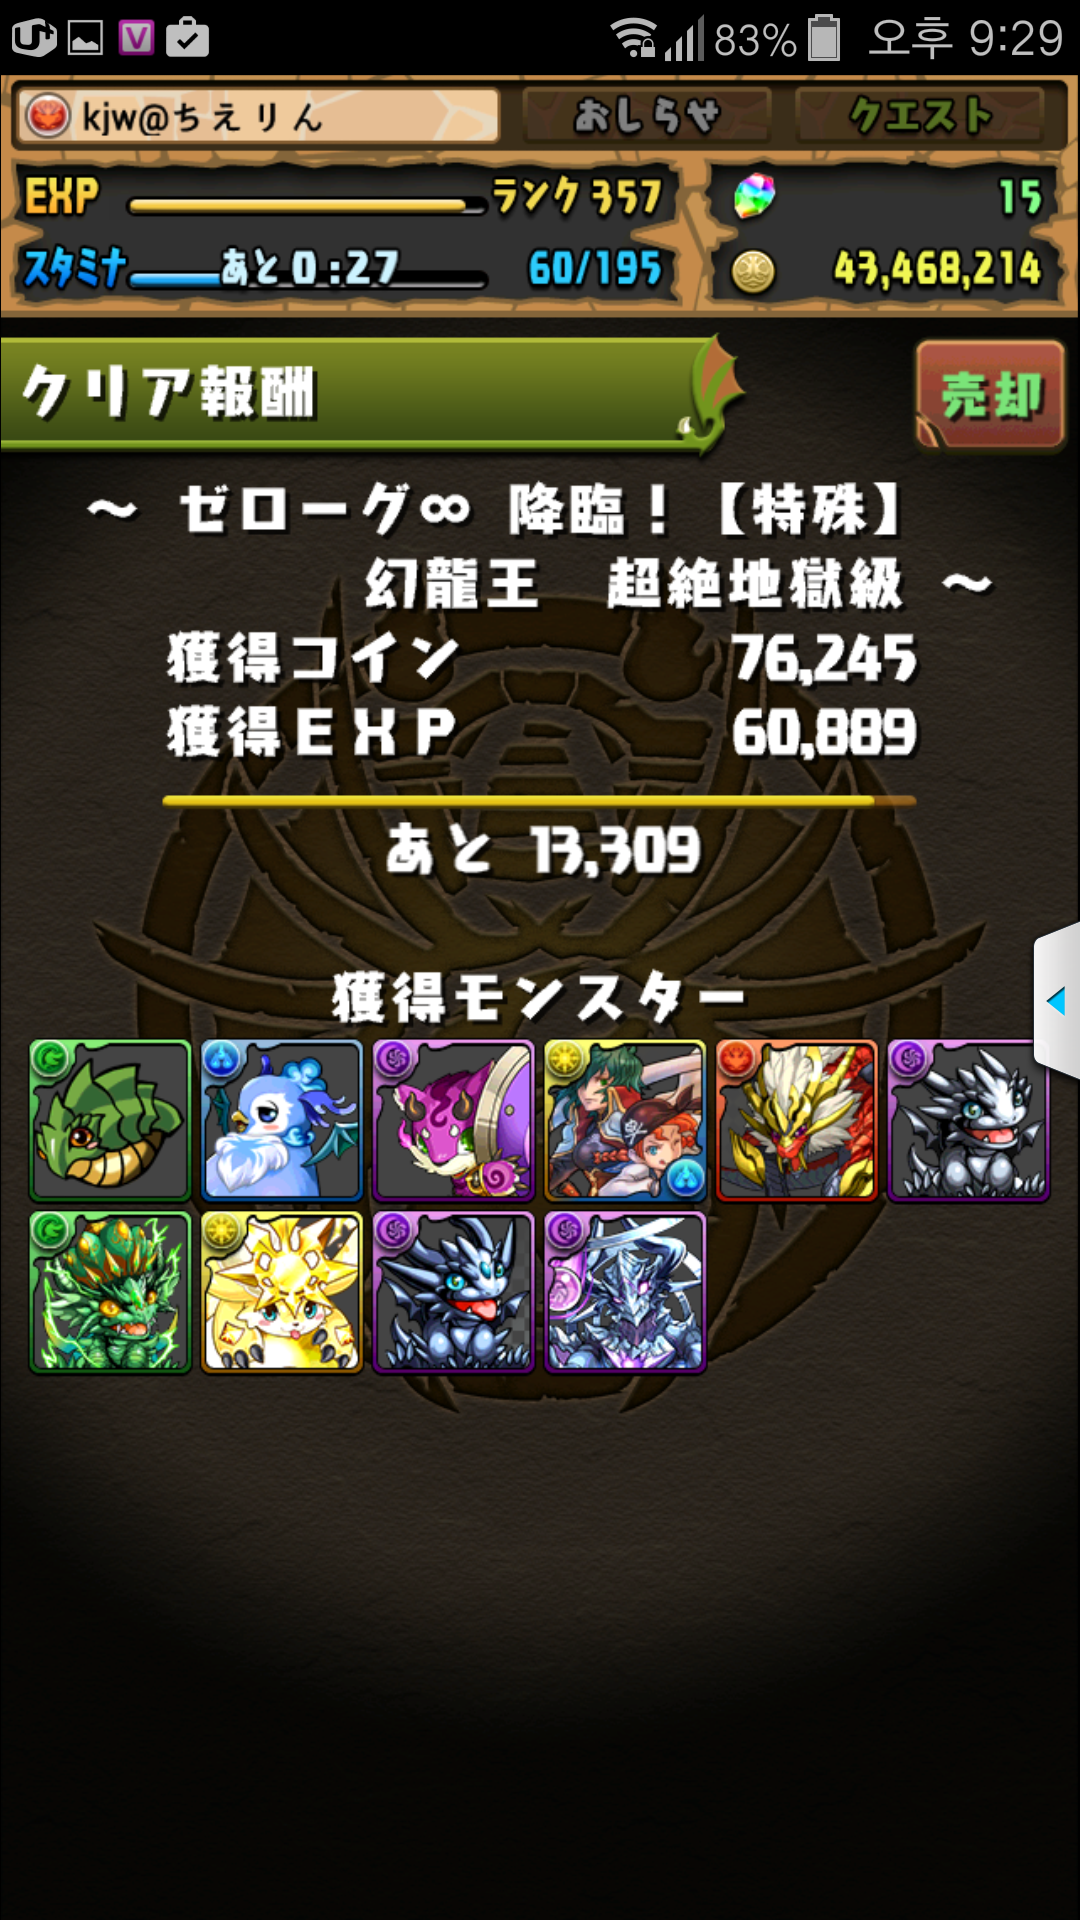 83% 오후 9:29
kjw@ちえりん おしらせ クエスト
EXP ランク357 15
スタミナ あと0:27 60/195 43,468,214
クリア報酬 売却
～ ゼローグ∞ 降臨！【特殊】
幻龍王　超絶地獄級 ～
獲得コイン 76,245
獲得ＥＸＰ 60,889
あと 13,309
獲得モンスター